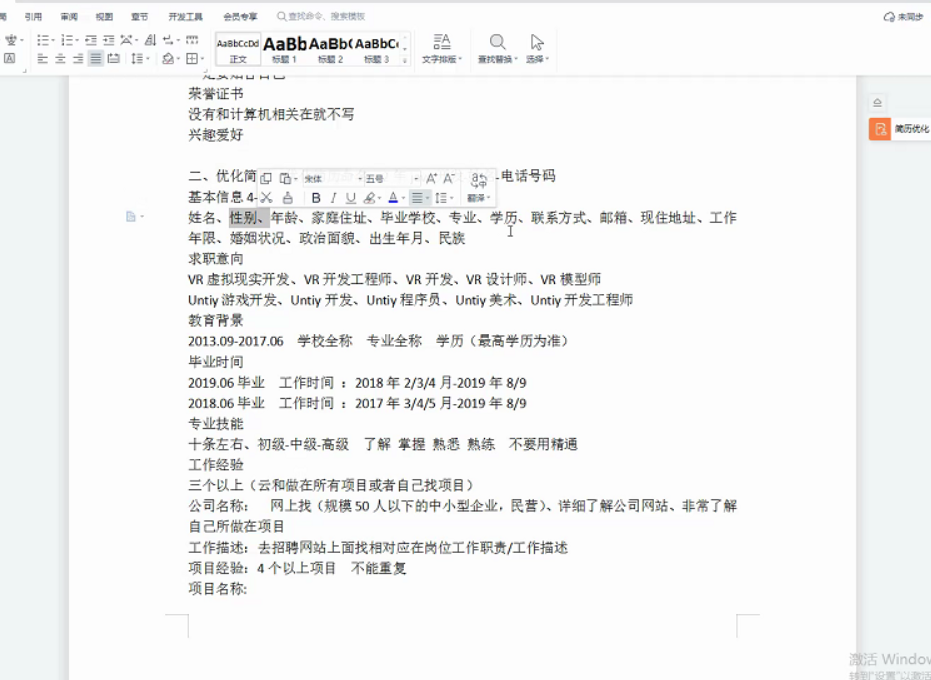 引用 审阅 视图 章节 开发工具 会员专享 查找命令、搜索模板 未同步
AaBbCcDd AaBb AaBb( AaBbC
正文 标题 1 标题 2 标题 3 文字排版 查找替换 选择
荣誉证书
没有和计算机相关在就不写
兴趣爱好
简历优化
二、优化简
-电话号码
宋体 五号 A+ A-
B I U A 翻译
基本信息 4-
姓名、性别、年龄、家庭住址、毕业学校、专业、学历、联系方式、邮箱、现住地址、工作
年限、婚姻状况、政治面貌、出生年月、民族
求职意向
VR 虚拟现实开发、VR 开发工程师、VR 开发、VR 设计师、VR 模型师
Untiy 游戏开发、Untiy 开发、Untiy 程序员、Untiy 美术、Untiy 开发工程师
教育背景
2013.09-2017.06 学校全称 专业全称 学历（最高学历为准）
毕业时间
2019.06 毕业 工作时间 ：2018 年 2/3/4 月-2019 年 8/9
2018.06 毕业 工作时间 ：2017 年 3/4/5 月-2019 年 8/9
专业技能
十条左右、初级-中级-高级 了解 掌握 熟悉 熟练 不要用精通
工作经验
三个以上（云和做在所有项目或者自己找项目）
公司名称： 网上找（规模 50 人以下的中小型企业，民营）、详细了解公司网站、非常了解
自己所做在项目
工作描述：去招聘网站上面找相对应在岗位工作职责/工作描述
项目经验：4 个以上项目 不能重复
项目名称:
激活 Window
转到"设置"以激活